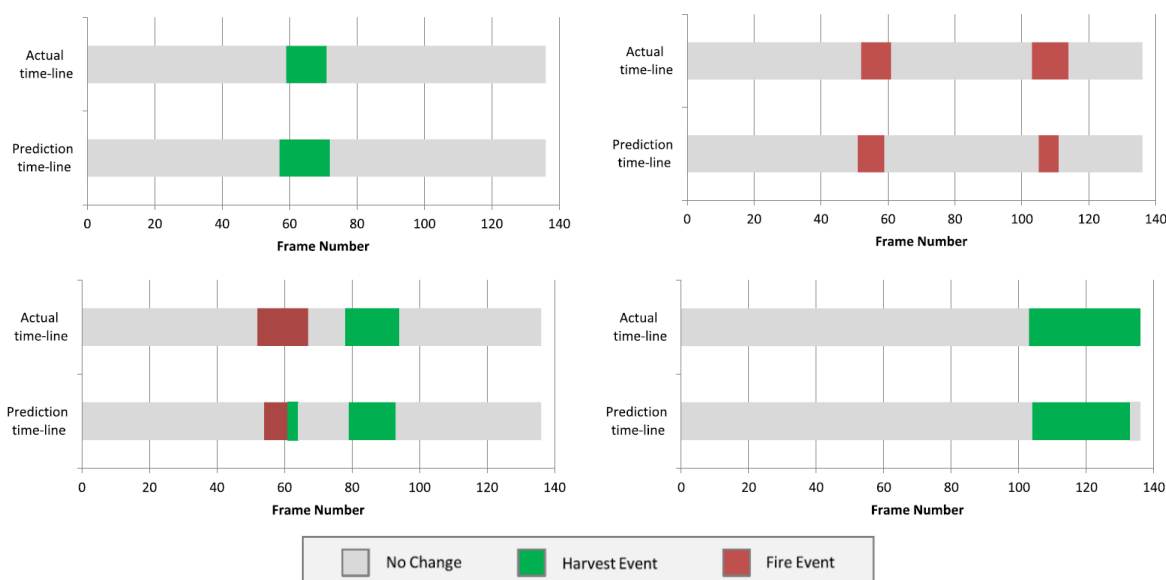 Actual
time-line
Prediction
time-line
0 20 40 60 80 100 120 140
Frame Number
Actual
time-line
Prediction
time-line
0 20 40 60 80 100 120 140
Frame Number
Actual
time-line
Prediction
time-line
0 20 40 60 80 100 120 140
Frame Number
Actual
time-line
Prediction
time-line
0 20 40 60 80 100 120 140
Frame Number
No Change Harvest Event Fire Event